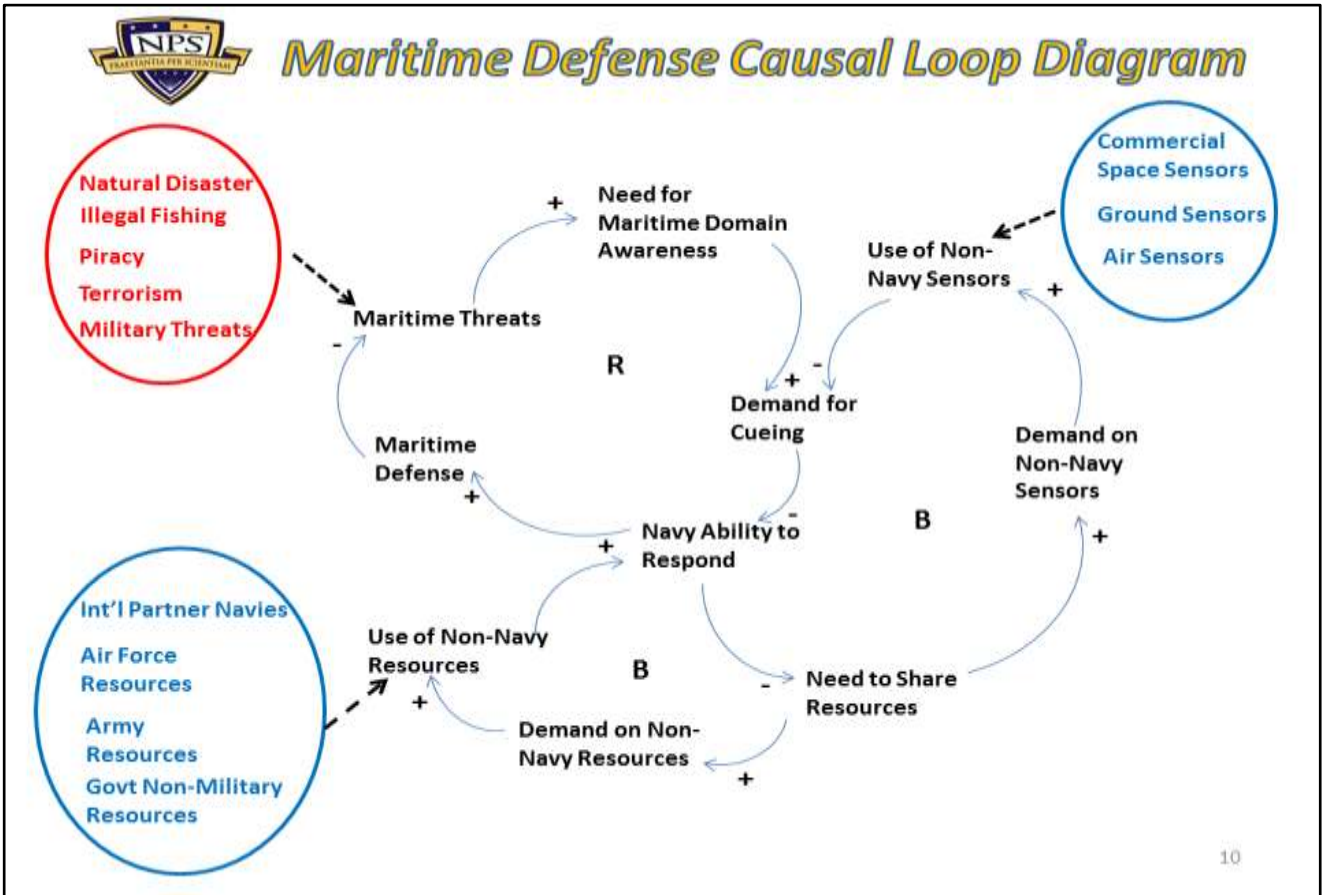 NPS
PRAESTANTIA PER SCIENTIAM
Maritime Defense Causal Loop Diagram
Natural Disaster
Illegal Fishing
Piracy
Terrorism
Military Threats
Commercial
Space Sensors
Ground Sensors
Air Sensors
+
Need for
Maritime Domain
Awareness
Use of Non-
Navy Sensors
+
Maritime Threats
-
R
-
+
Demand for
Cueing
Maritime
Defense
+
Demand on
Non-Navy
Sensors
+
-
B
Navy Ability to
Respond
+
Int'l Partner Navies
Air Force
Resources
Army
Resources
Govt Non-Military
Resources
Use of Non-Navy
Resources
+
B
-
Need to Share
Resources
Demand on Non-
Navy Resources
+
10